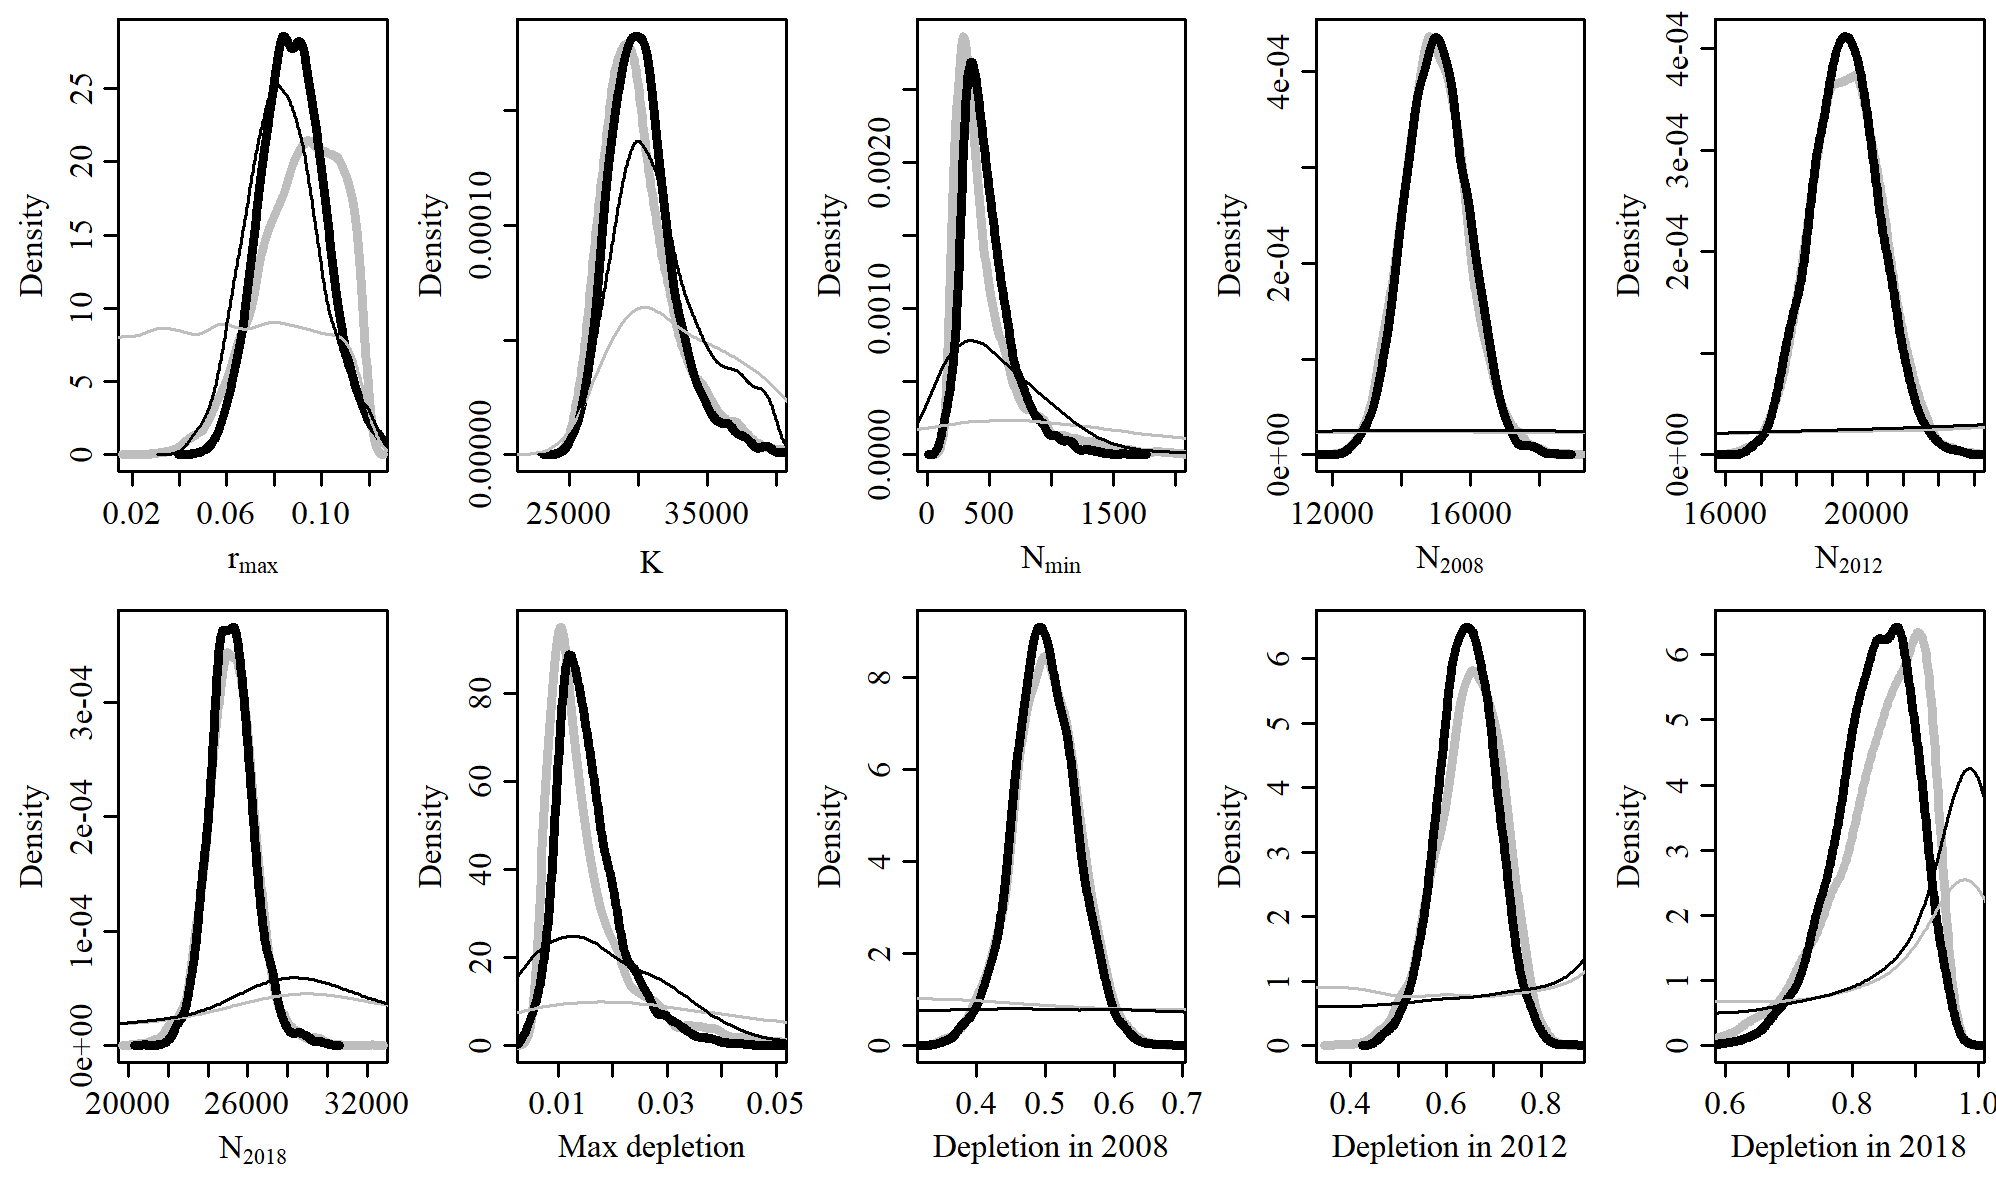 Density
0 5 10 15 20 25
0.02 0.06 0.10
rmax
Density
0.00000 0.00010
25000 35000
K
Density
0.0000 0.0010 0.0020
0 500 1500
Nmin
Density
0e+00 2e-04 4e-04
12000 16000
N2008
Density
0e+00 2e-04 3e-04 4e-04
16000 20000
N2012
Density
0e+00 1e-04 2e-04 3e-04
20000 26000 32000
N2018
Density
0 20 40 60 80
0.01 0.03 0.05
Max depletion
Density
0 2 4 6 8
0.4 0.5 0.6 0.7
Depletion in 2008
Density
0 1 2 3 4 5 6
0.4 0.6 0.8
Depletion in 2012
Density
0 1 2 3 4 5 6
0.6 0.8 1.0
Depletion in 2018